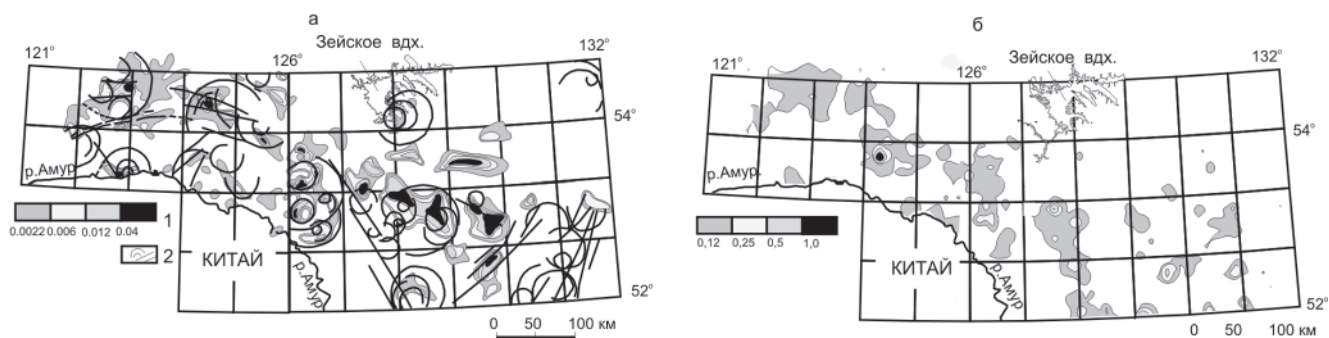 а
Зейское вдх.
121°
126°
132°
54°
р.Амур
1
0.0022 0.006 0.012 0.04
2
КИТАЙ
р.Амур
52°
0 50 100 км
б
Зейское вдх.
121°
126°
132°
54°
р.Амур.
0,12 0,25 0,5 1,0
КИТАЙ
р.Амур
52°
0 50 100 км